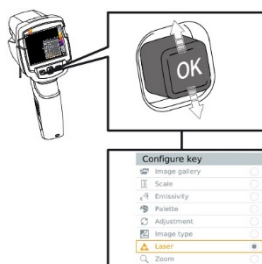 OK
Configure key
Image gallery
Scale
Emissivity
Palette
Adjustment
Image type
Laser
Zoom